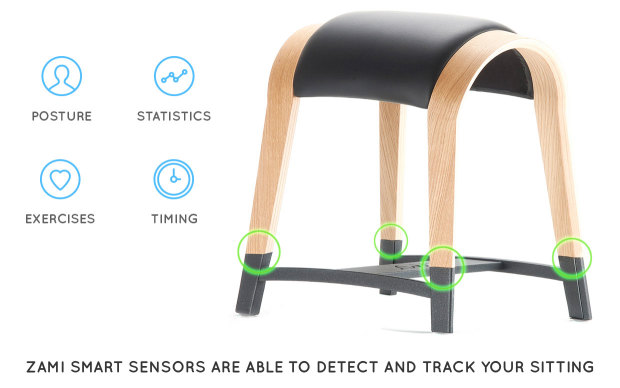 POSTURE
STATISTICS
EXERCISES
TIMING
ZAMI SMART SENSORS ARE ABLE TO DETECT AND TRACK YOUR SITTING